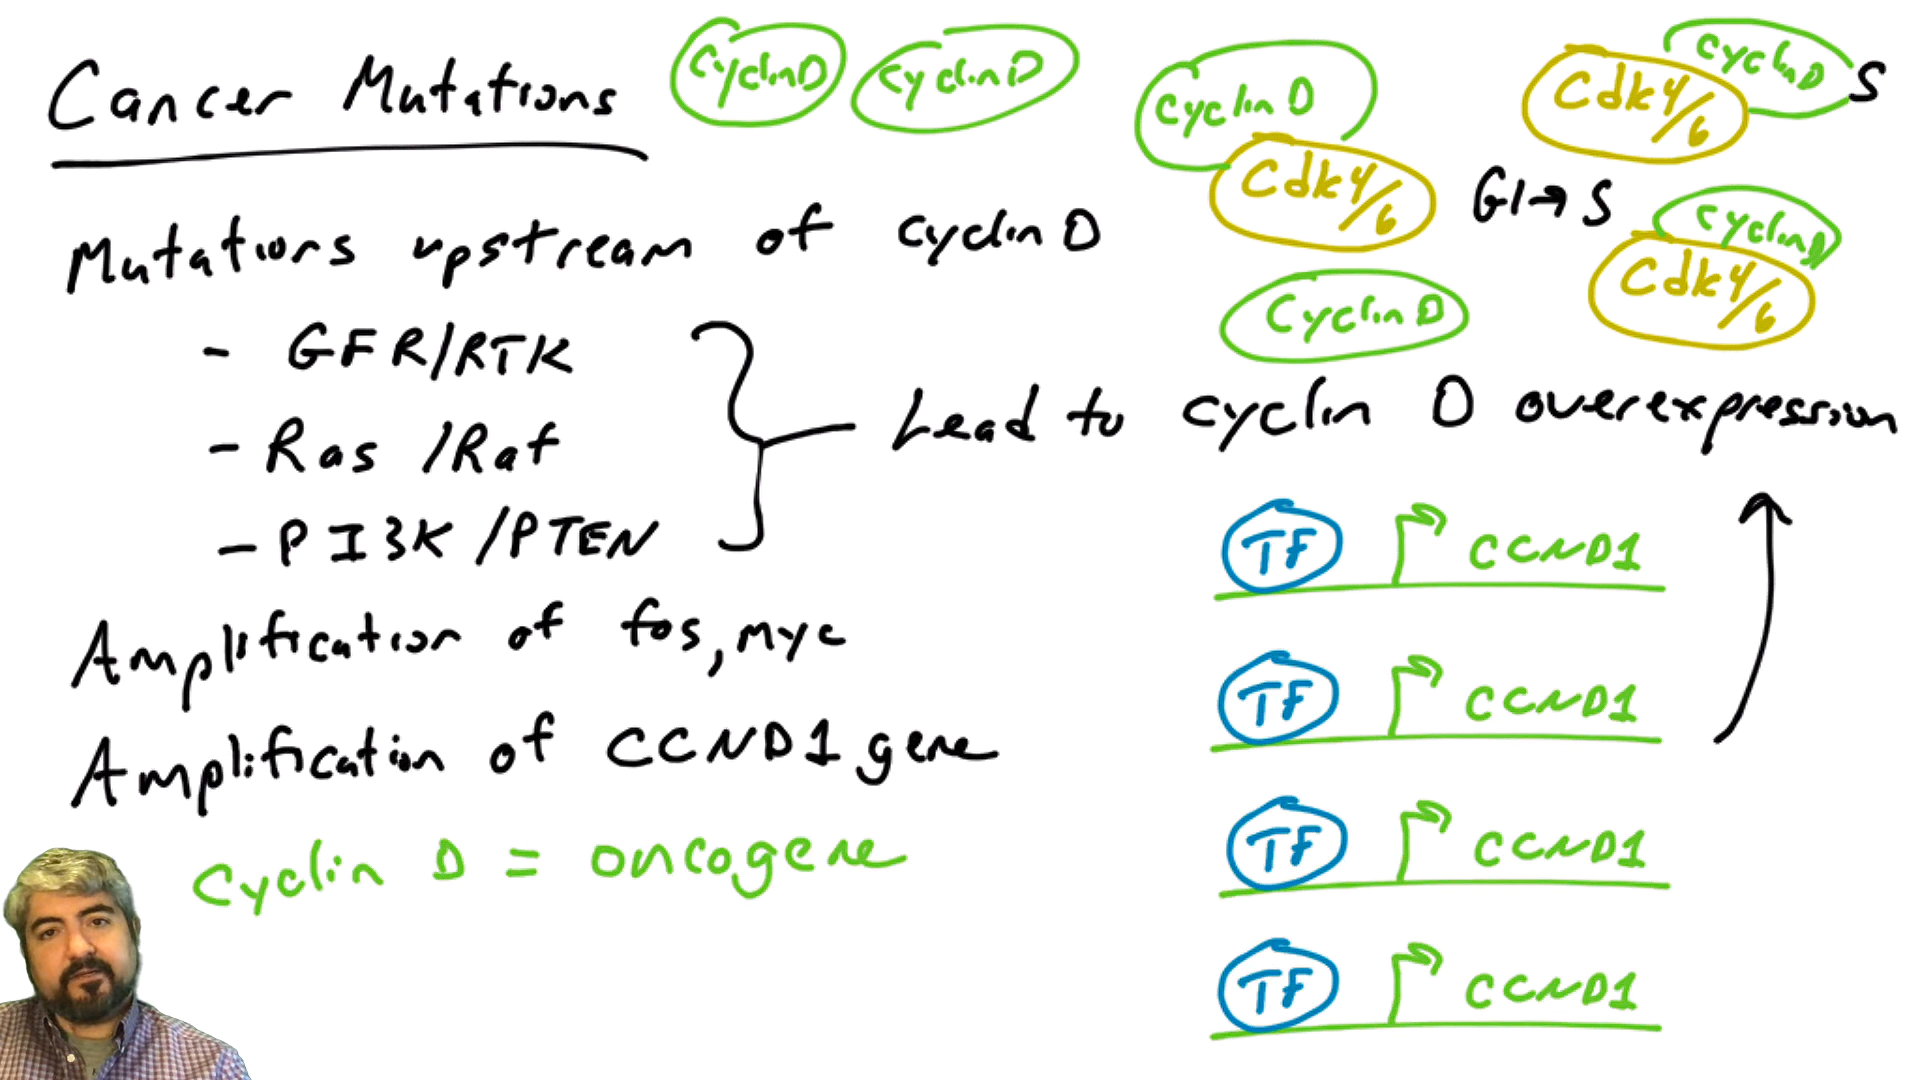 Cancer Mutations
cyclin D
cyclin D
cyclin D
Cdk4/6
cyclin D
Cdk4/6
S
G1→S
cyclin D
Cdk4/6
cyclin D
Mutations upstream of cyclin D
- GFR/RTK
- Ras/Raf
- PI3K/PTEN
Lead to cyclin D overexpression
Amplification of fos, myc
Amplification of CCND1 gene
cyclin D = oncogene
TF CCND1
TF CCND1
TF CCND1
TF CCND1